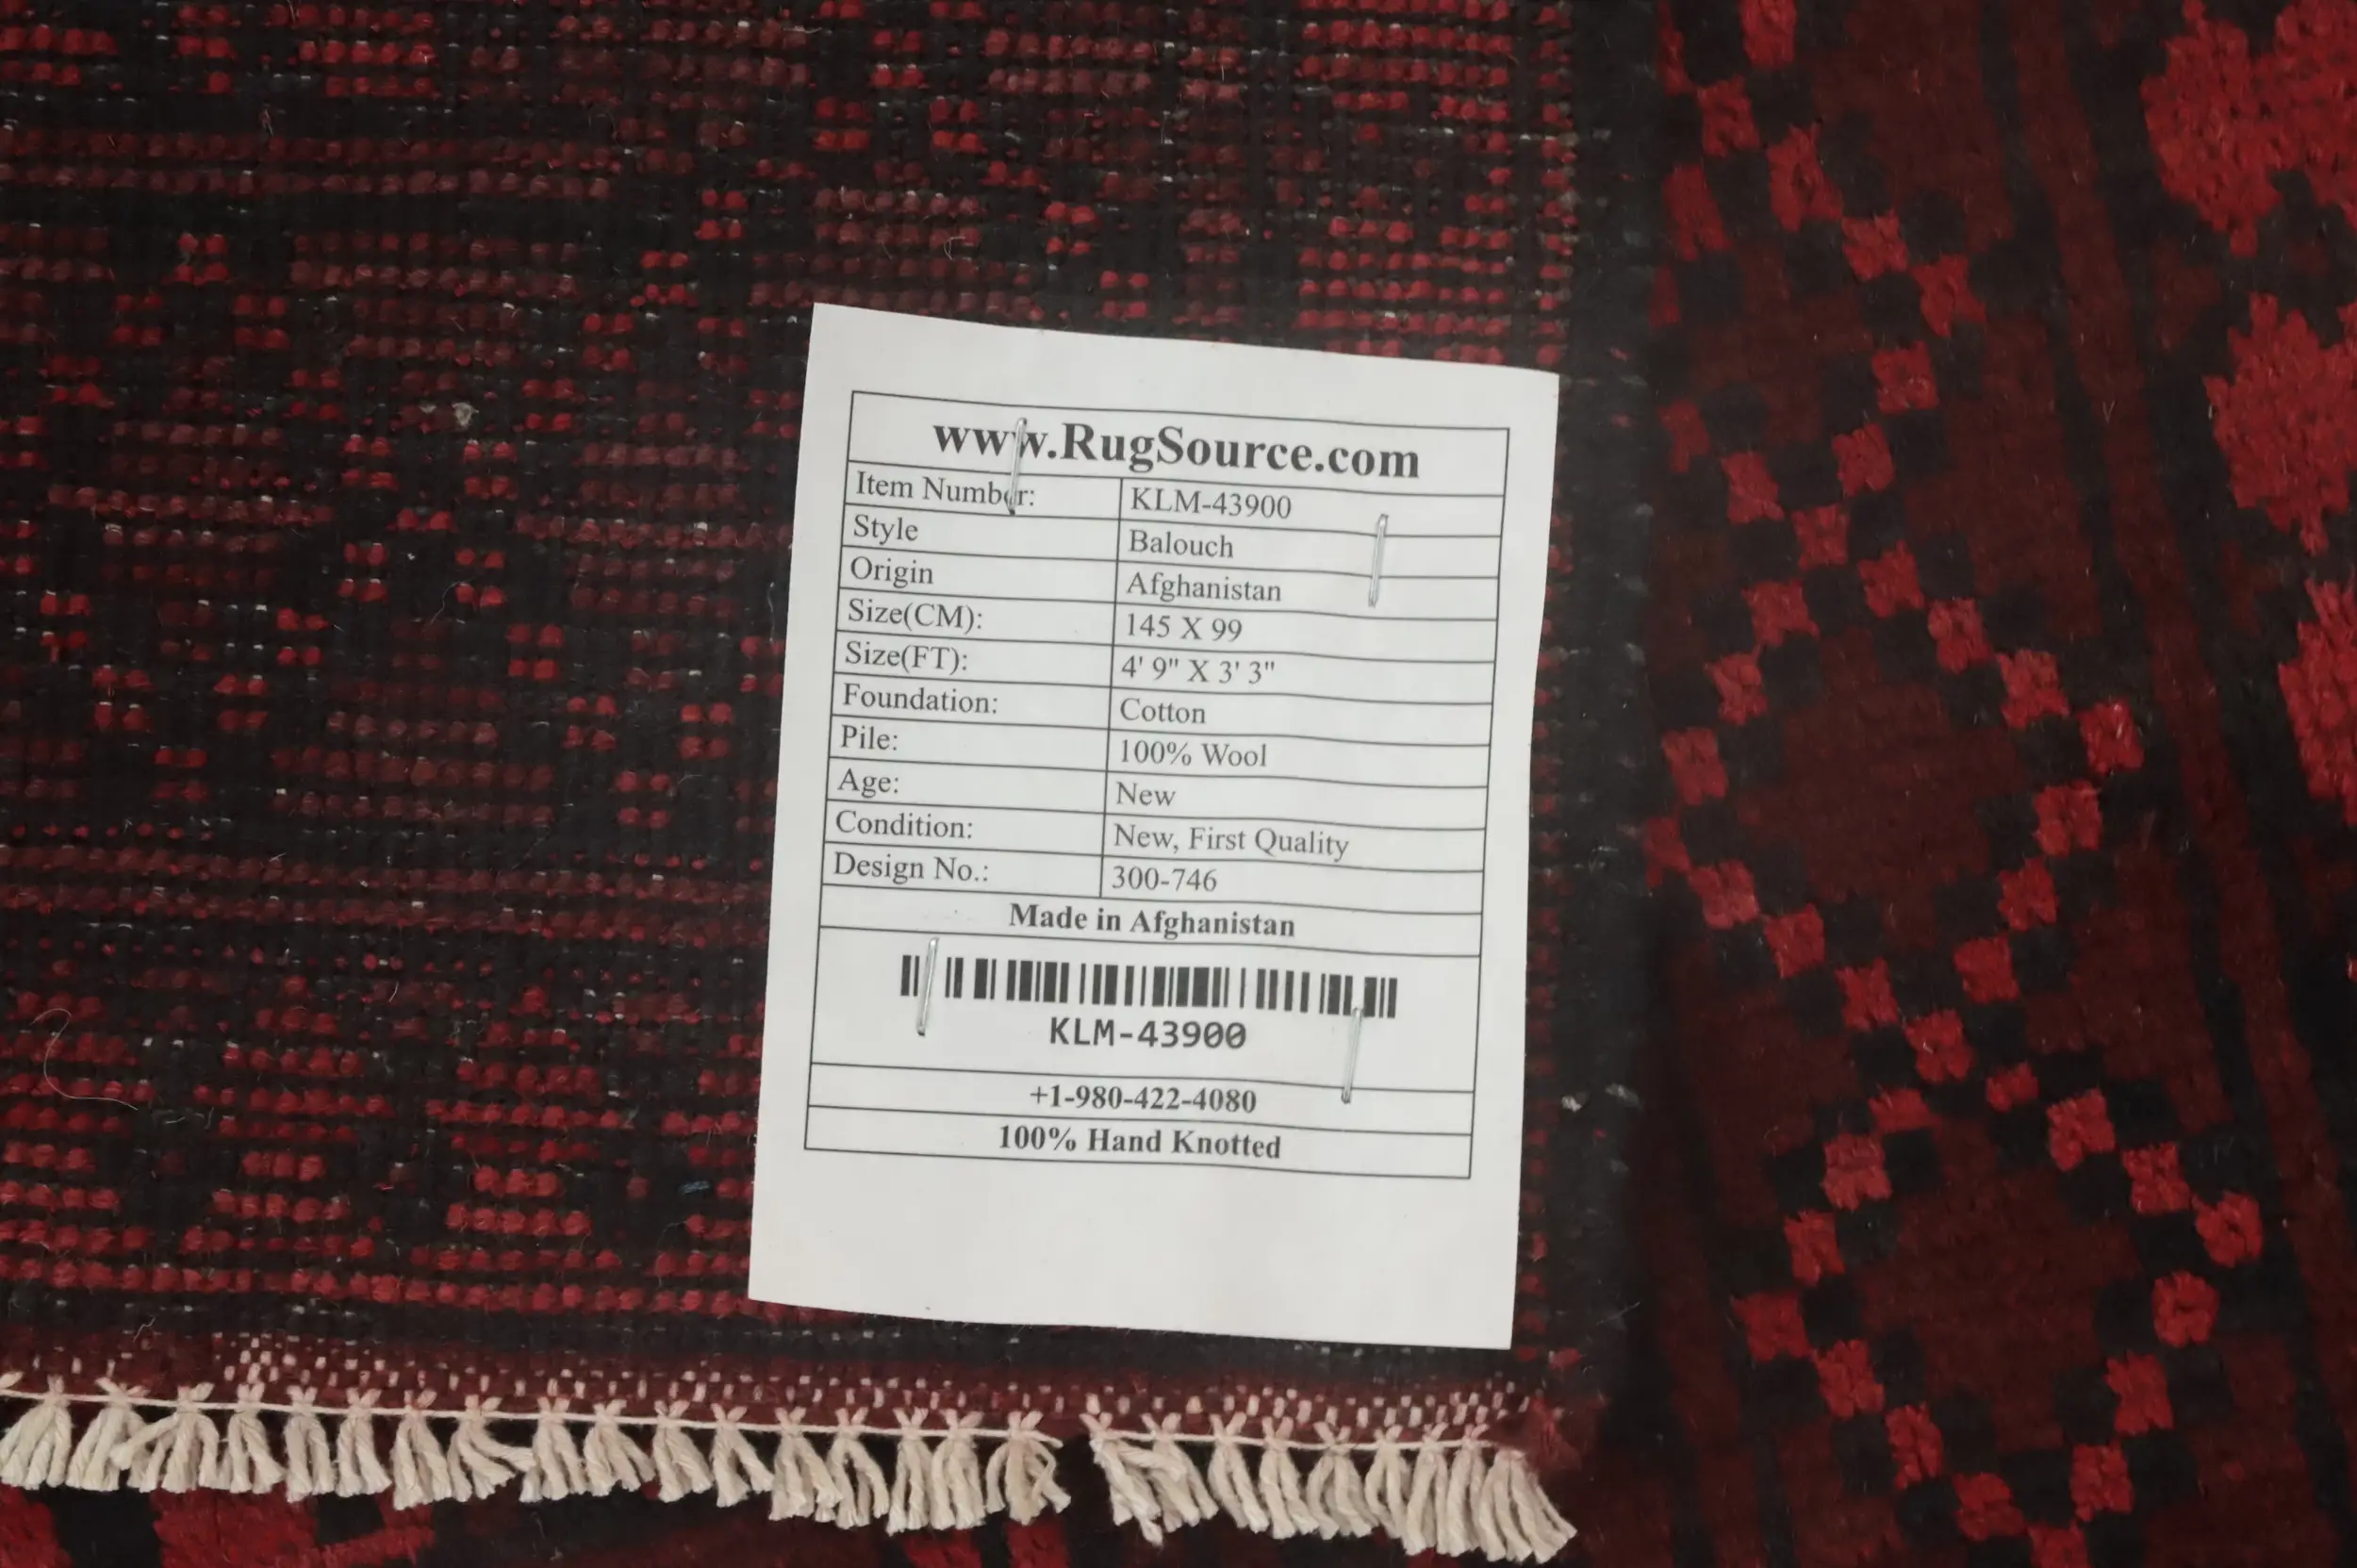 www.RugSource.com
Item Number: KLM-43900
Style Balouch
Origin Afghanistan
Size(CM): 145 X 99
Size(FT): 4' 9" X 3' 3"
Foundation: Cotton
Pile: 100% Wool
Age: New
Condition: New, First Quality
Design No.: 300-746
Made in Afghanistan
KLM-43900
+1-980-422-4080
100% Hand Knotted